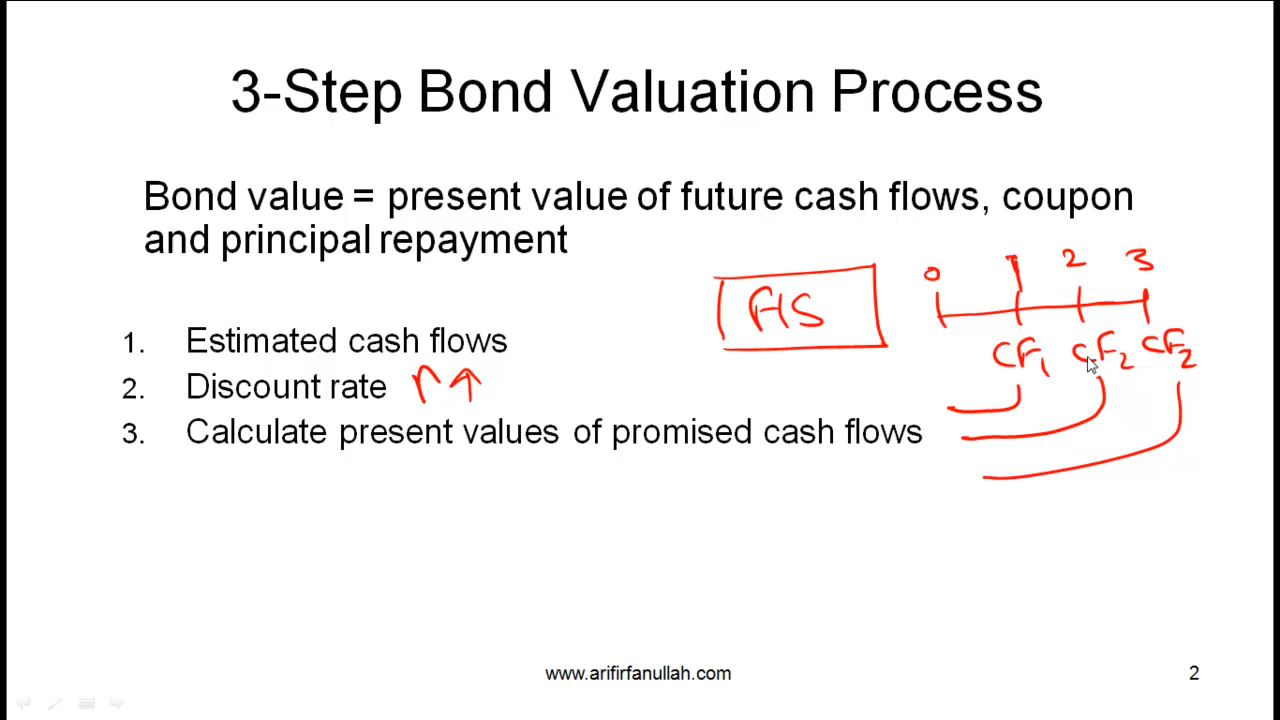 3-Step Bond Valuation Process
Bond value = present value of future cash flows, coupon
and principal repayment
0 1 2 3
FIS
1. Estimated cash flows
CF1 CF2 CF2
2. Discount rate r↑
3. Calculate present values of promised cash flows
www.arifirfanullah.com
2